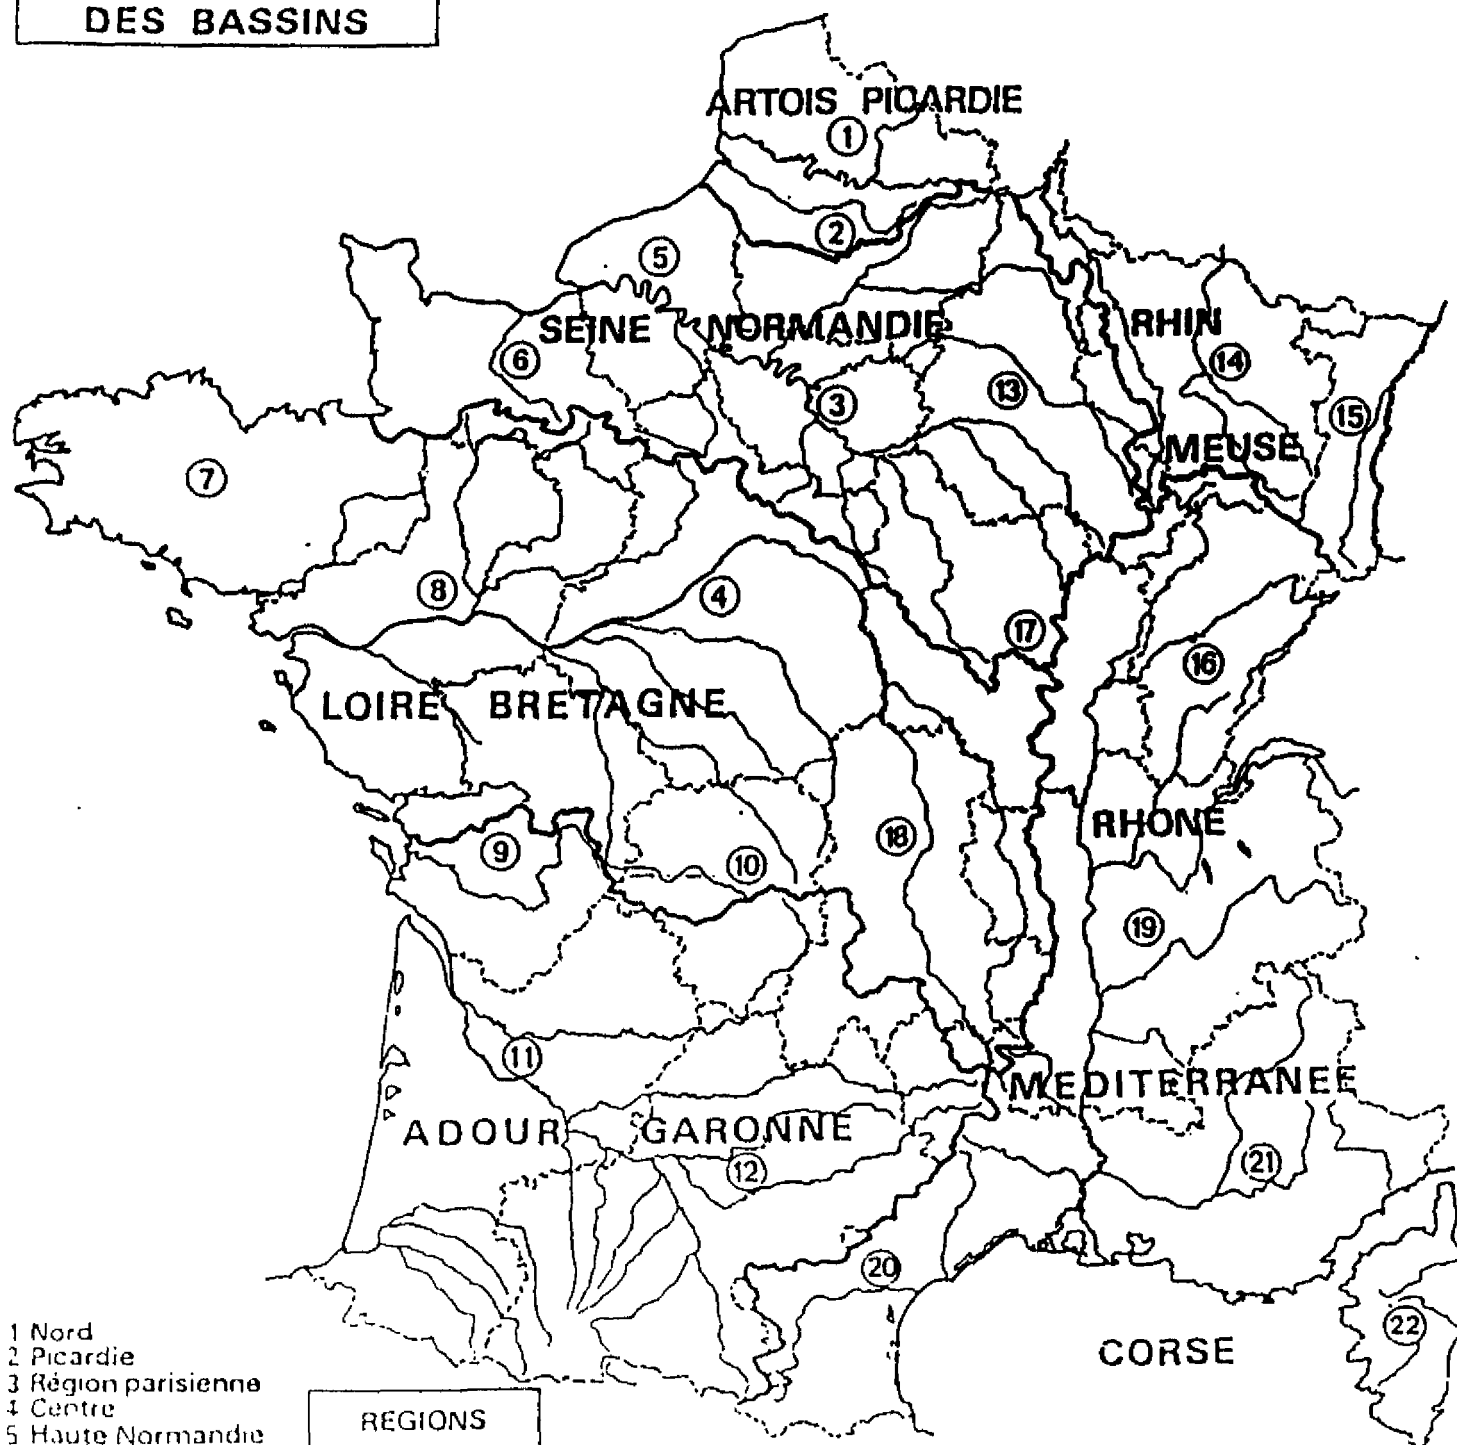 DES BASSINS
ARTOIS PICARDIE
1
2
5
SEINE NORMANDIE
RHIN
6
14
3
13
15
MEUSE
7
8
4
17
16
LOIRE BRETAGNE
RHONE
9
10
18
19
11
MEDITERRANEE
ADOUR GARONNE
12
21
20
22
CORSE
1 Nord
2 Picardie
3 Région parisienne
4 Centre
5 Haute Normandie
REGIONS